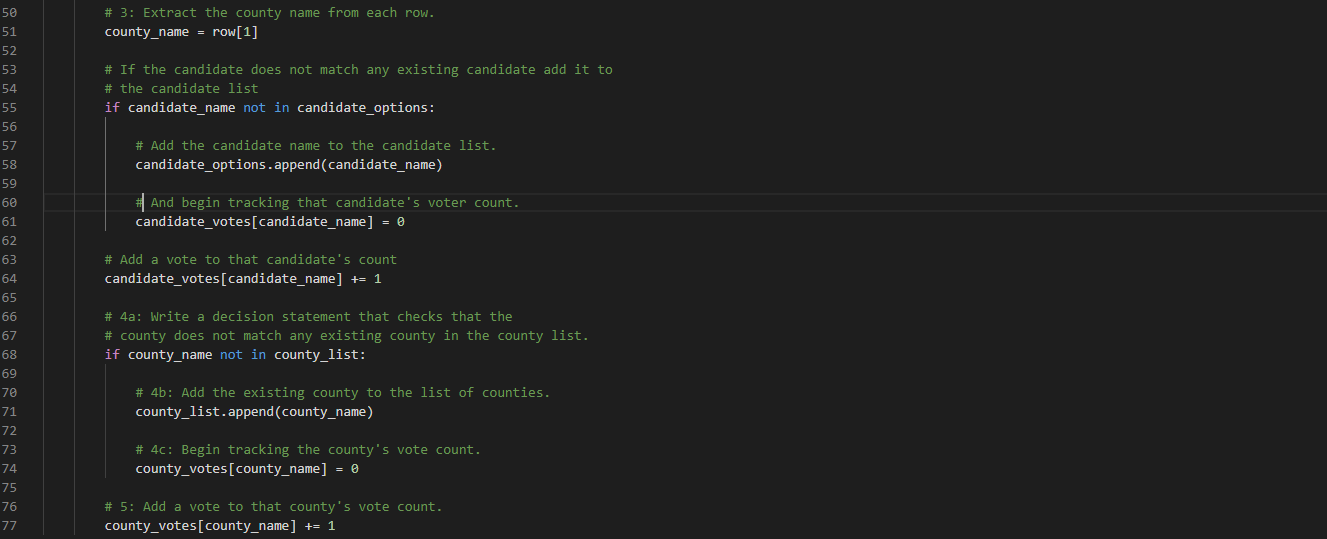 50 # 3: Extract the county name from each row.
51 county_name = row[1]
52
53 # If the candidate does not match any existing candidate add it to
54 # the candidate list
55 if candidate_name not in candidate_options:
56
57 # Add the candidate name to the candidate list.
58 candidate_options.append(candidate_name)
59
60 # And begin tracking that candidate's voter count.
61 candidate_votes[candidate_name] = 0
62
63 # Add a vote to that candidate's count
64 candidate_votes[candidate_name] += 1
65
66 # 4a: Write a decision statement that checks that the
67 # county does not match any existing county in the county list.
68 if county_name not in county_list:
69
70 # 4b: Add the existing county to the list of counties.
71 county_list.append(county_name)
72
73 # 4c: Begin tracking the county's vote count.
74 county_votes[county_name] = 0
75
76 # 5: Add a vote to that county's vote count.
77 county_votes[county_name] += 1